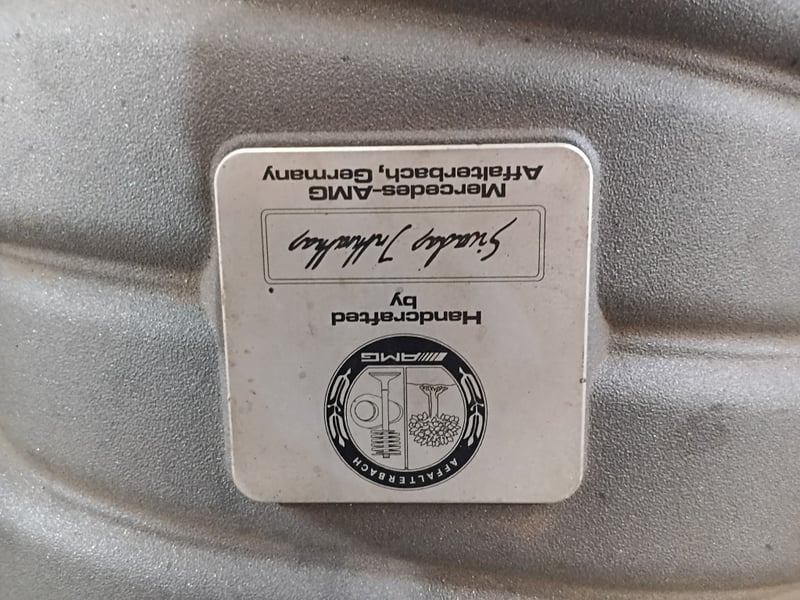 AFFALTERBACH
AMG
Handcrafted
by
Mercedes-AMG
Affalterbach, Germany